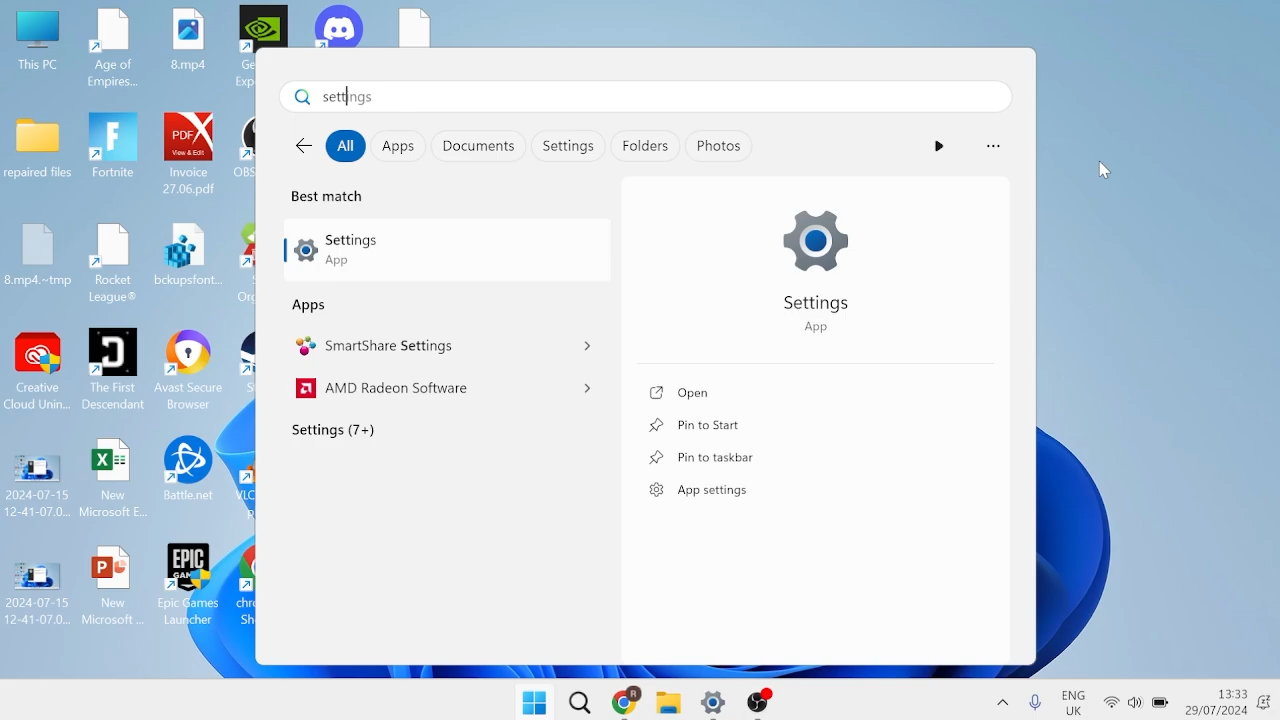 This PC
Age of
Empires...
8.mp4
Ge
Exp
settings
All
Apps
Documents
Settings
Folders
Photos
repaired files
Fortnite
PDF
View & Edit
Invoice
27.06.pdf
OBS
Best match
Settings
App
Settings
App
8.mp4.~tmp
Rocket
League®
bckupsfont...
S
Org
Apps
SmartShare Settings
AMD Radeon Software
Settings (7+)
Open
Pin to Start
Pin to taskbar
App settings
Creative
Cloud Unin...
The First
Descendant
Avast Secure
Browser
2024-07-15
12-41-07.0...
New
Microsoft E...
Battle.net
VLC
2024-07-15
12-41-07.0...
New
Microsoft ...
EPIC
GAM
Epic Games
Launcher
chr
Sh
R
ENG
UK
13:33
29/07/2024